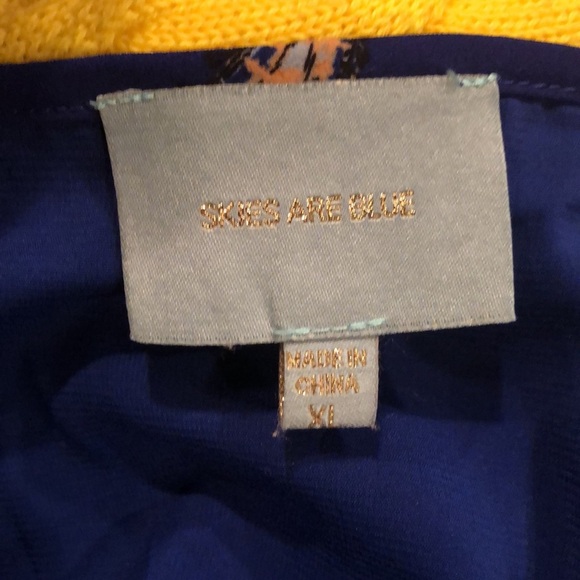 SKIES ARE BLUE
MADE IN
CHINA
XL